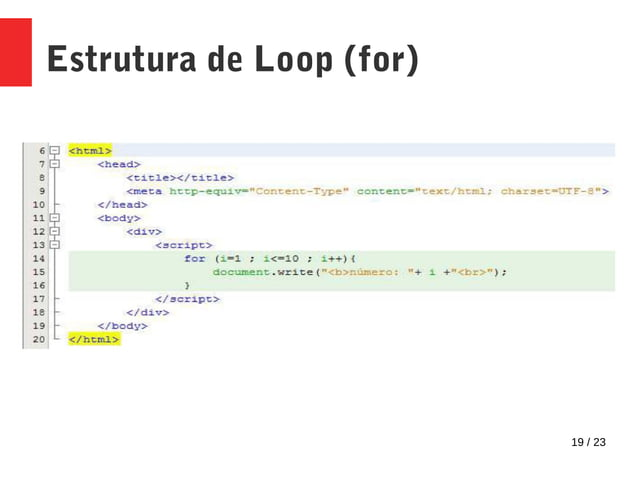 Estrutura de Loop (for)
6 <html>
7 <head>
8 <title></title>
9 <meta http-equiv="Content-Type" content="text/html; charset=UTF-8">
10 </head>
11 <body>
12 <div>
13 <script>
14 for (i=1 ; i<=10 ; i++){
15 document.write("<b>número: "+ i +"<br>");
16 }
17 </script>
18 </div>
19 </body>
20 </html>
19 / 23